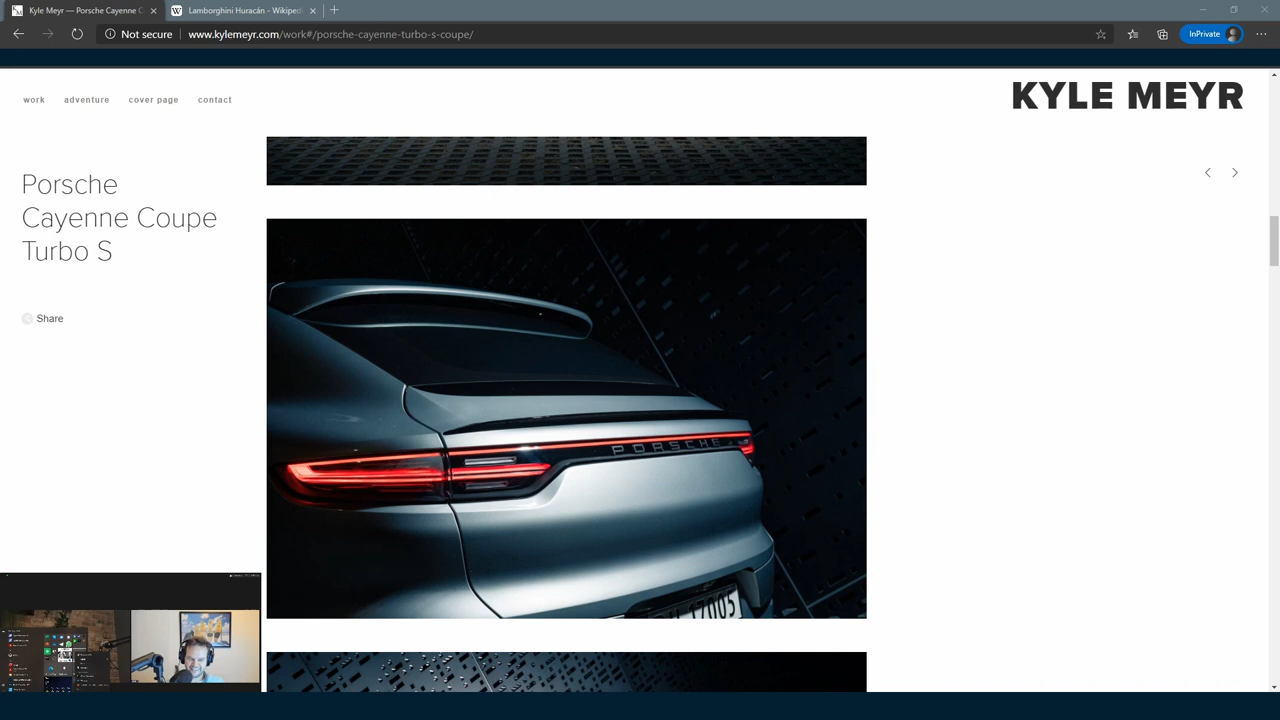 Kyle Meyr — Porsche Cayenne C
Lamborghini Huracán - Wikiped
Not secure
www.kylemeyr.com/work#/porsche-cayenne-turbo-s-coupe/
InPrivate
work
adventure
cover page
contact
KYLE MEYR
Porsche
Cayenne Coupe
Turbo S
Share
PORSCHE